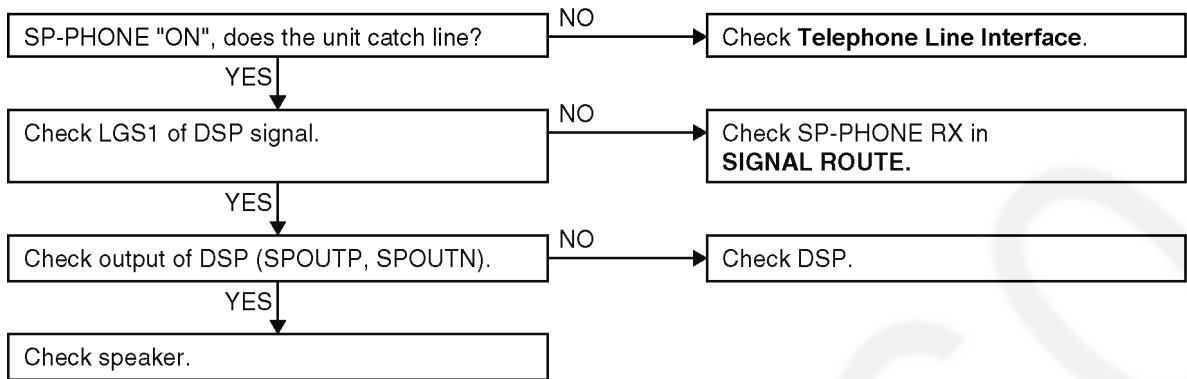 SP-PHONE "ON", does the unit catch line?
NO
Check Telephone Line Interface.
YES
Check LGS1 of DSP signal.
NO
Check SP-PHONE RX in
SIGNAL ROUTE.
YES
Check output of DSP (SPOUTP, SPOUTN).
NO
Check DSP.
YES
Check speaker.